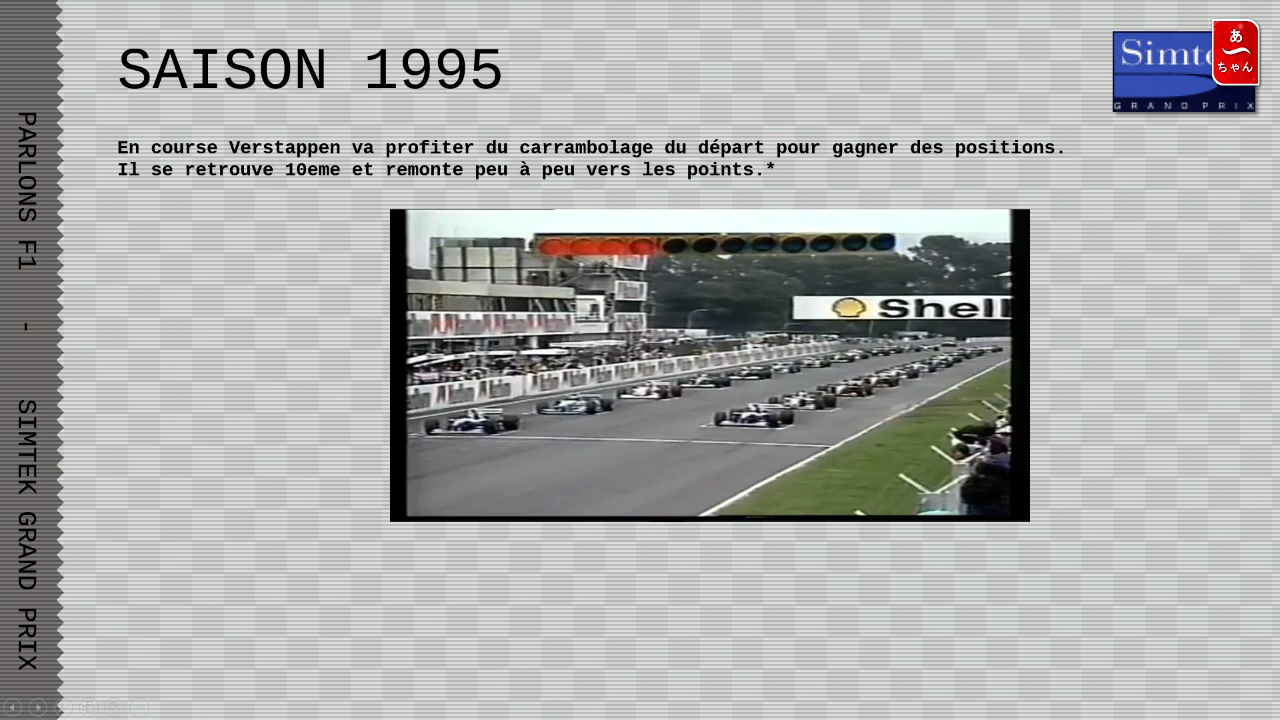 SAISON 1995
Simte
GRAND PRIX
あ
ー
ちゃん
En course Verstappen va profiter du carrambolage du départ pour gagner des positions.
Il se retrouve 10eme et remonte peu à peu vers les points.*
Shell
PARLONS F1 - SIMTEK GRAND PRIX